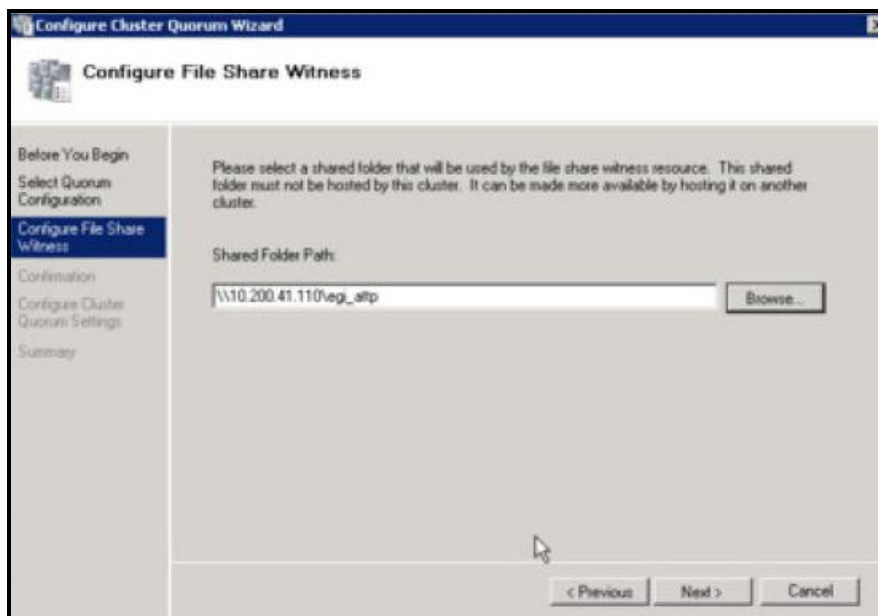 Configure Cluster Quorum Wizard
Configure File Share Witness
Before You Begin
Select Quorum
Configuration
Configure File Share
Witness
Confirmation
Configure Cluster
Quorum Settings
Summary
Please select a shared folder that will be used by the file share witness resource. This shared
folder must not be hosted by this cluster. It can be made more available by hosting it on another
cluster.
Shared Folder Path:
\\10.200.41.110\egi_attp
Browse...
< Previous
Next >
Cancel